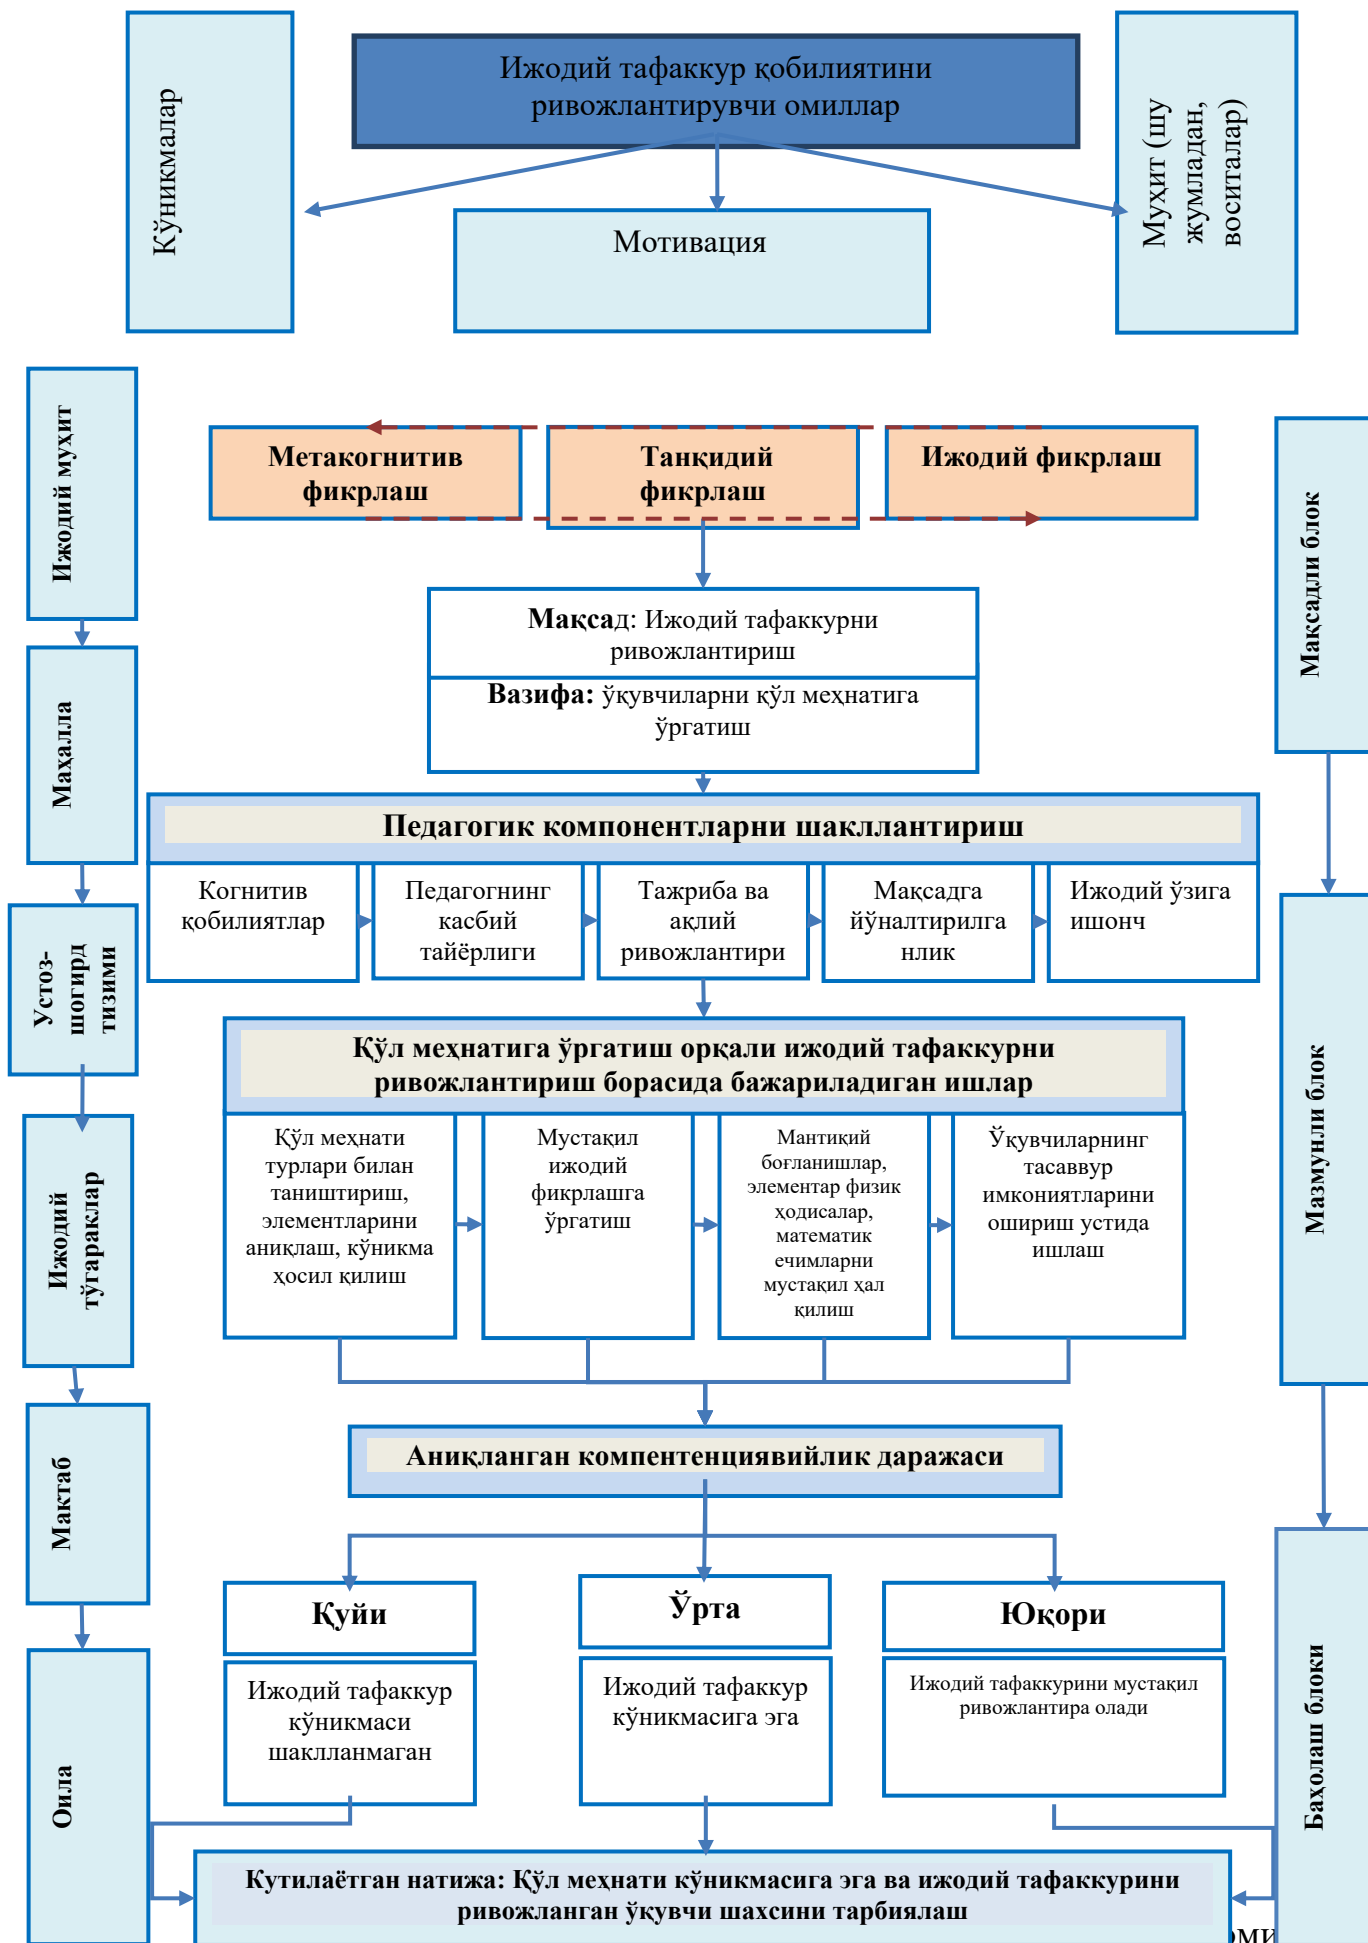 Ижодий тафаккур қобилиятини
ривожлантирувчи омиллар
Кўникмалар
Мотивация
Муҳит (шу
жумладан,
воситалар)
Ижодий муҳит
Маҳалла
Устоз-
шогирд
тизими
Ижодий
тўгараклар
Мактаб
Оила
Метакогнитив
фикрлаш
Танқидий
фикрлаш
Ижодий фикрлаш
Мақсад: Ижодий тафаккурни
ривожлантириш
Вазифа: ўқувчиларни қўл меҳнатига
ўргатиш
Педагогик компонентларни шакллантириш
Когнитив
қобилиятлар
Педагогнинг
касбий
тайёрлиги
Тажриба ва
ақлий
ривожлантири
Мақсадга
йўналтирилга
нлик
Ижодий ўзига
ишонч
Қўл меҳнатига ўргатиш орқали ижодий тафаккурни
ривожлантириш борасида бажариладиган ишлар
Қўл меҳнати
турлари билан
таништириш,
элементларини
аниқлаш, кўникма
ҳосил қилиш
Мустақил
ижодий
фикрлашга
ўргатиш
Мантиқий
боғланишлар,
элементар физик
ҳодисалар,
математик
ечимларни
мустақил ҳал
қилиш
Ўқувчиларнинг
тасаввур
имкониятларини
ошириш устида
ишлаш
Аниқланган компентенциявийлик даражаси
Қуйи
Ижодий тафаккур
кўникмаси
шаклланмаган
Ўрта
Ижодий тафаккур
кўникмасига эга
Юқори
Ижодий тафаккурини мустақил
ривожлантира олади
Кутилаётган натижа: Қўл меҳнати кўникмасига эга ва ижодий тафаккурини
ривожланган ўқувчи шахсини тарбиялаш
Мақсадли блок
Мазмунли блок
Баҳолаш блоки